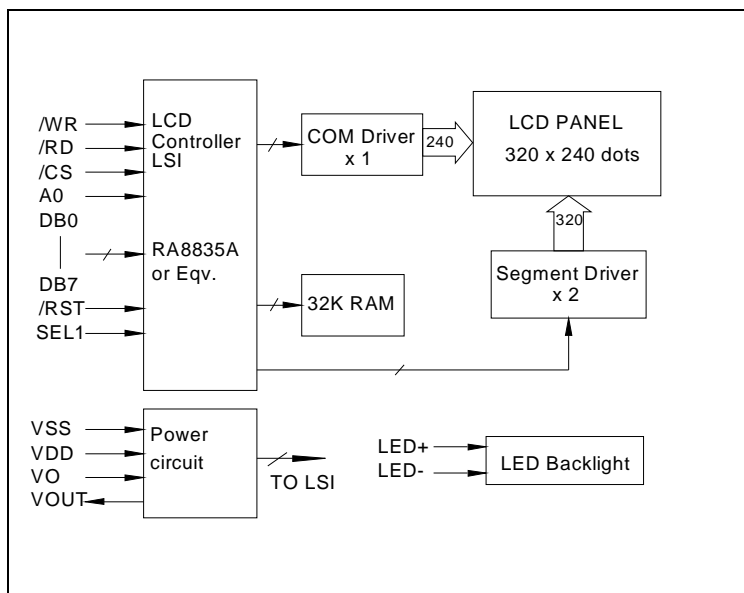 /WR
/RD
/CS
A0
DB0
DB7
/RST
SEL1
LCD
Controller
LSI
RA8835A
or Eqv.
COM Driver
x 1
240
LCD PANEL
320 x 240 dots
320
Segment Driver
x 2
32K RAM
VSS
VDD
VO
VOUT
Power
circuit
TO LSI
LED+
LED-
LED Backlight